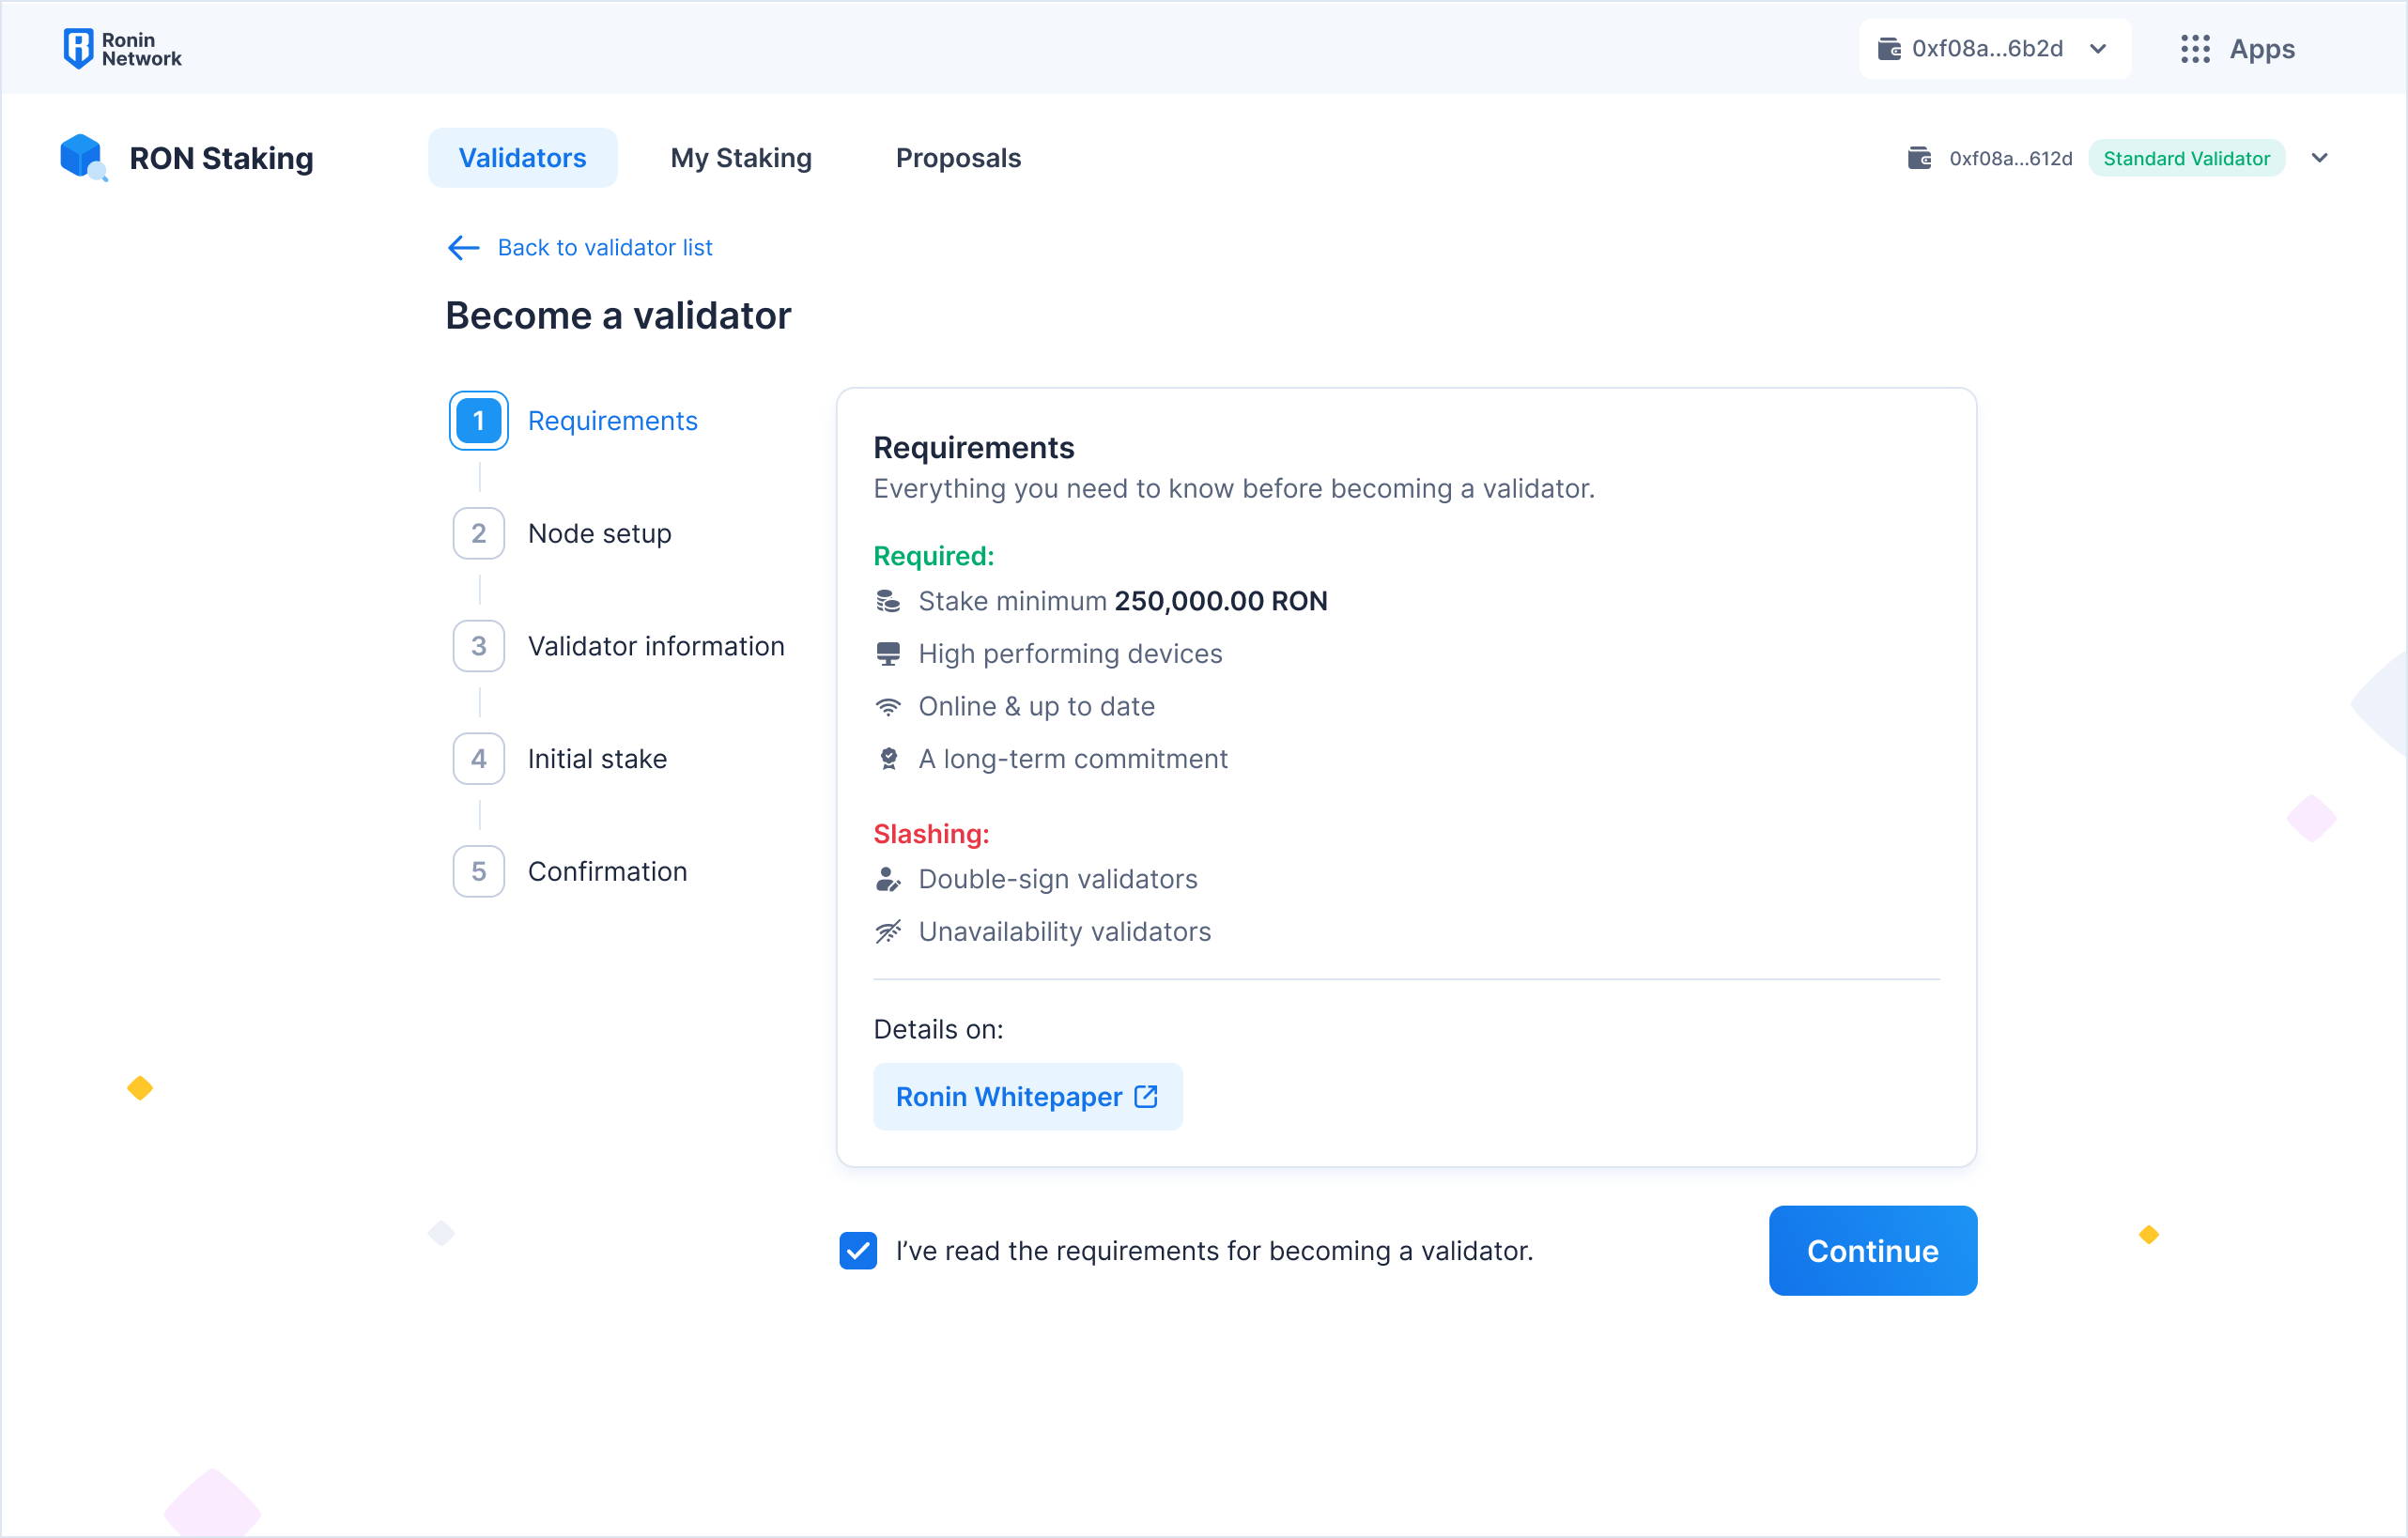 Ronin
Network
0xf08a...6b2d
Apps
RON Staking
Validators
My Staking
Proposals
0xf08a...612d
Standard Validator
Back to validator list
Become a validator
1
Requirements
2
Node setup
3
Validator information
4
Initial stake
5
Confirmation
Requirements
Everything you need to know before becoming a validator.
Required:
Stake minimum 250,000.00 RON
High performing devices
Online & up to date
A long-term commitment
Slashing:
Double-sign validators
Unavailability validators
Details on:
Ronin Whitepaper
I’ve read the requirements for becoming a validator.
Continue